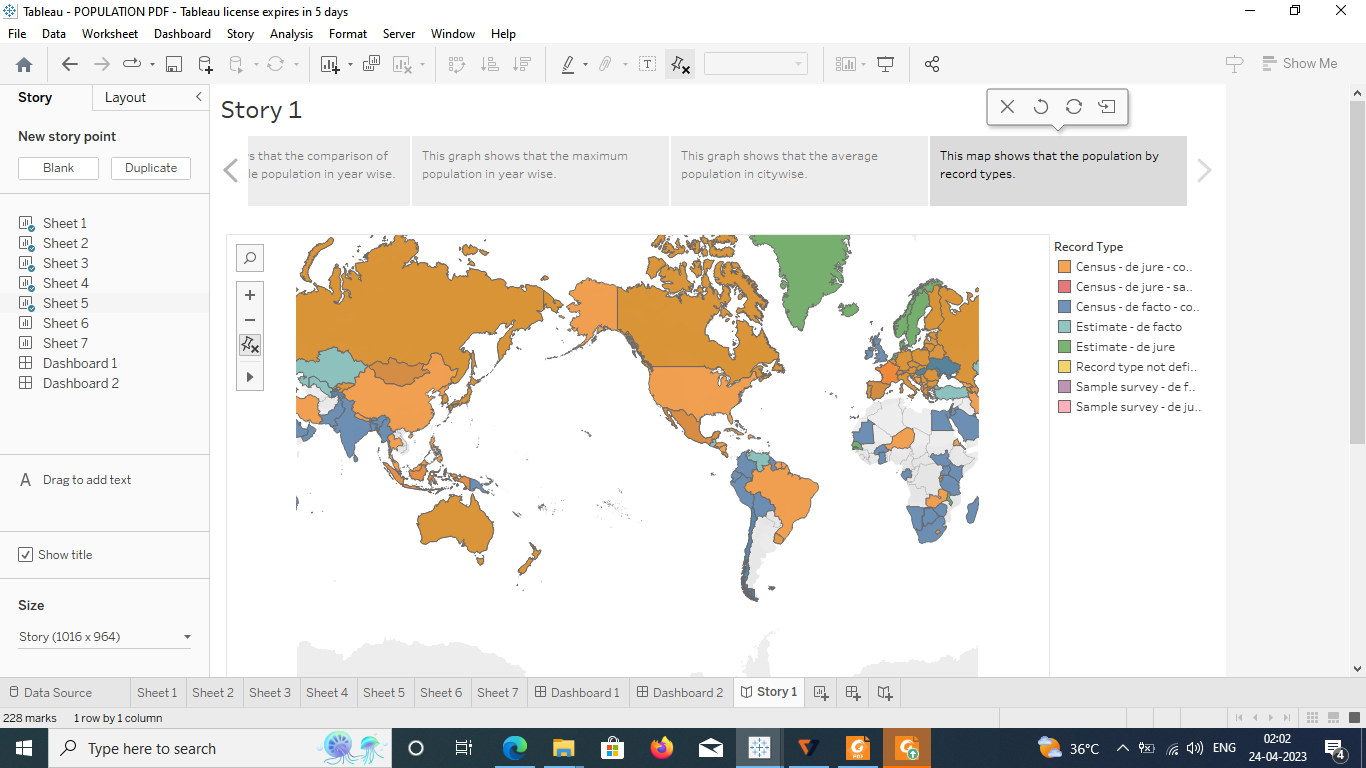 Tableau - POPULATION PDF - Tableau license expires in 5 days
File Data Worksheet Dashboard Story Analysis Format Server Window Help
Show Me
Story Layout
New story point
Blank Duplicate
Sheet 1
Sheet 2
Sheet 3
Sheet 4
Sheet 5
Sheet 6
Sheet 7
Dashboard 1
Dashboard 2
A Drag to add text
Show title
Size
Story (1016 x 964)
Story 1
s that the comparison of
le population in year wise.
This graph shows that the maximum
population in year wise.
This graph shows that the average
population in citywise.
This map shows that the population by
record types.
Record Type
Census - de jure - co..
Census - de jure - sa..
Census - de facto - co..
Estimate - de facto
Estimate - de jure
Record type not defi..
Sample survey - de f..
Sample survey - de ju..
Data Source Sheet 1 Sheet 2 Sheet 3 Sheet 4 Sheet 5 Sheet 6 Sheet 7 Dashboard 1 Dashboard 2 Story 1
228 marks 1 row by 1 column
Type here to search
36°C ENG
02:02
24-04-2023
4